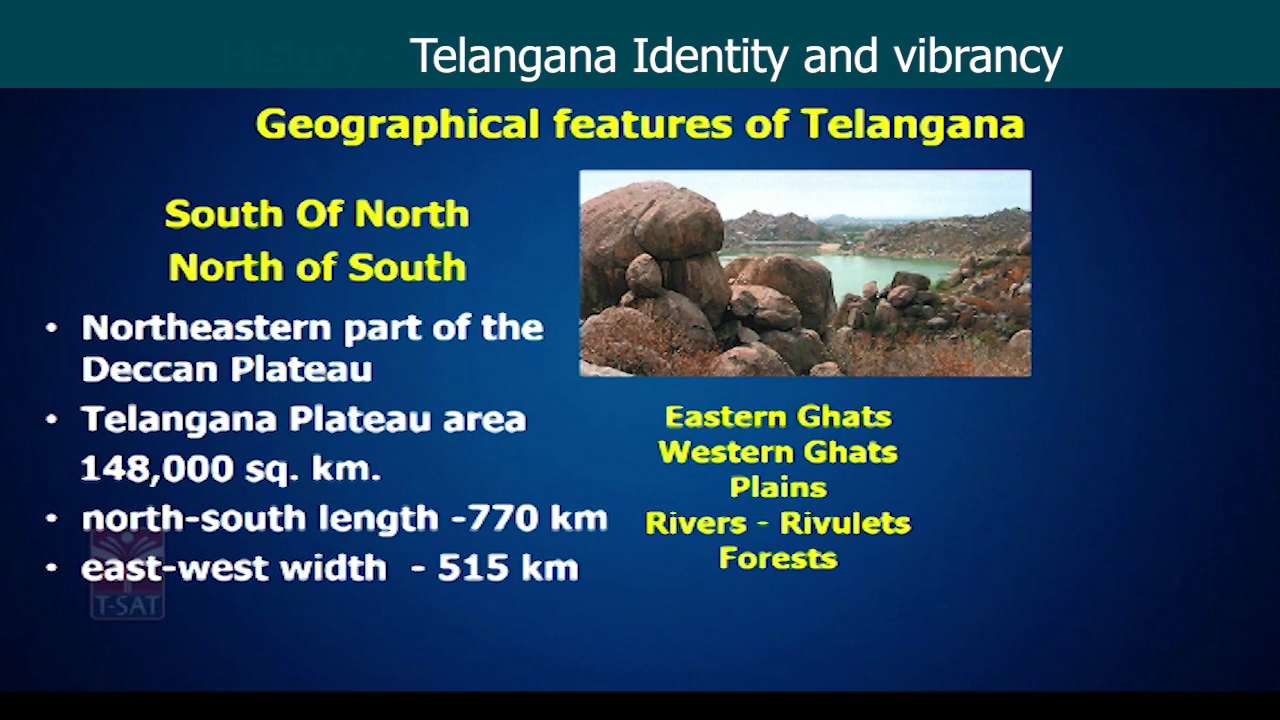 History - Telangana Identity and vibrancy
Geographical features of Telangana
South Of North
North of South
• Northeastern part of the
Deccan Plateau
• Telangana Plateau area
148,000 sq. km.
• north-south length -770 km
• east-west width - 515 km
Eastern Ghats
Western Ghats
Plains
Rivers - Rivulets
Forests
T-SAT